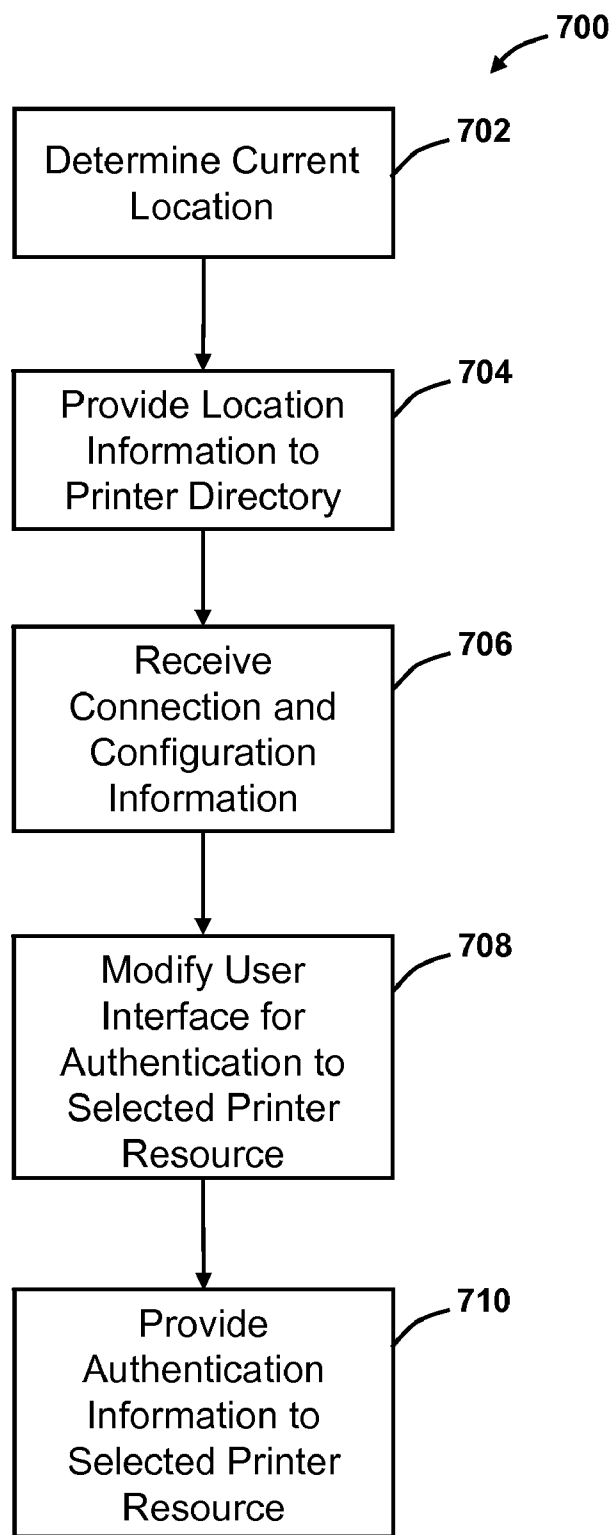 700
702
Determine Current
Location
704
Provide Location
Information to
Printer Directory
706
Receive
Connection and
Configuration
Information
708
Modify User
Interface for
Authentication to
Selected Printer
Resource
710
Provide
Authentication
Information to
Selected Printer
Resource